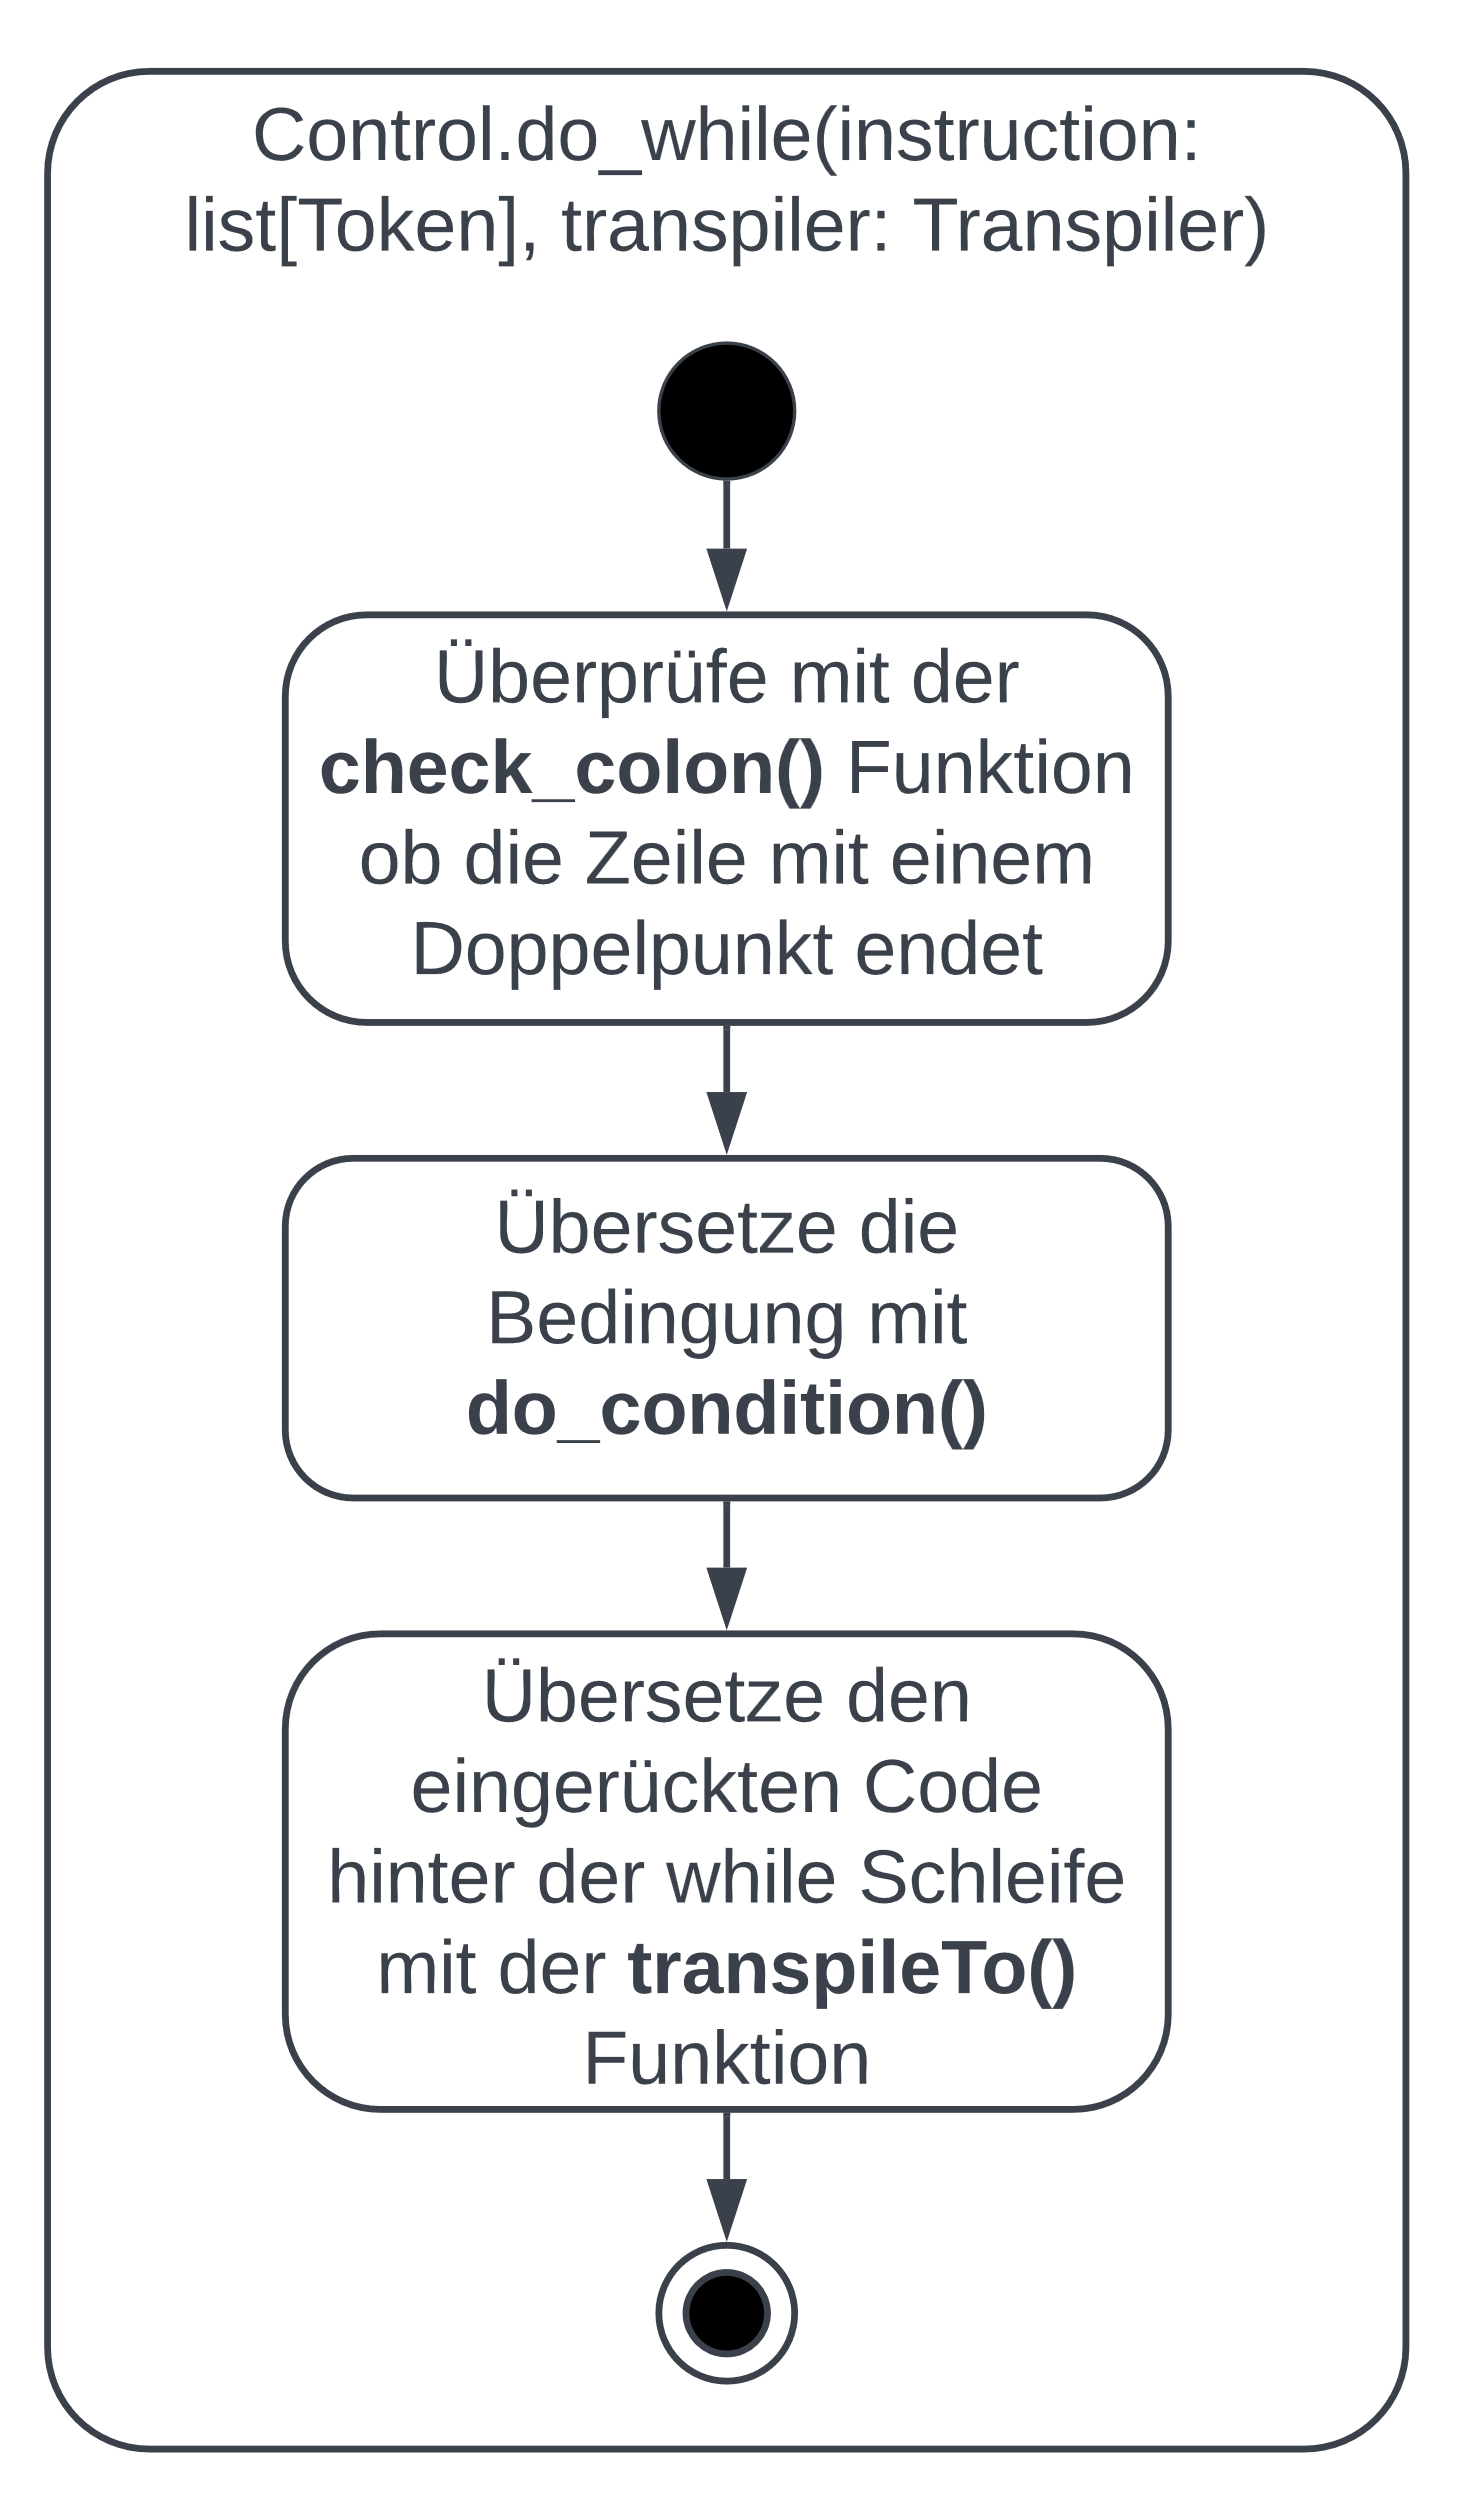 Control.do_while(instruction:
list[Token], transpiler: Transpiler)
Überprüfe mit der
check_colon() Funktion
ob die Zeile mit einem
Doppelpunkt endet
Übersetze die
Bedingung mit
do_condition()
Übersetze den
eingerückten Code
hinter der while Schleife
mit der transpileTo()
Funktion